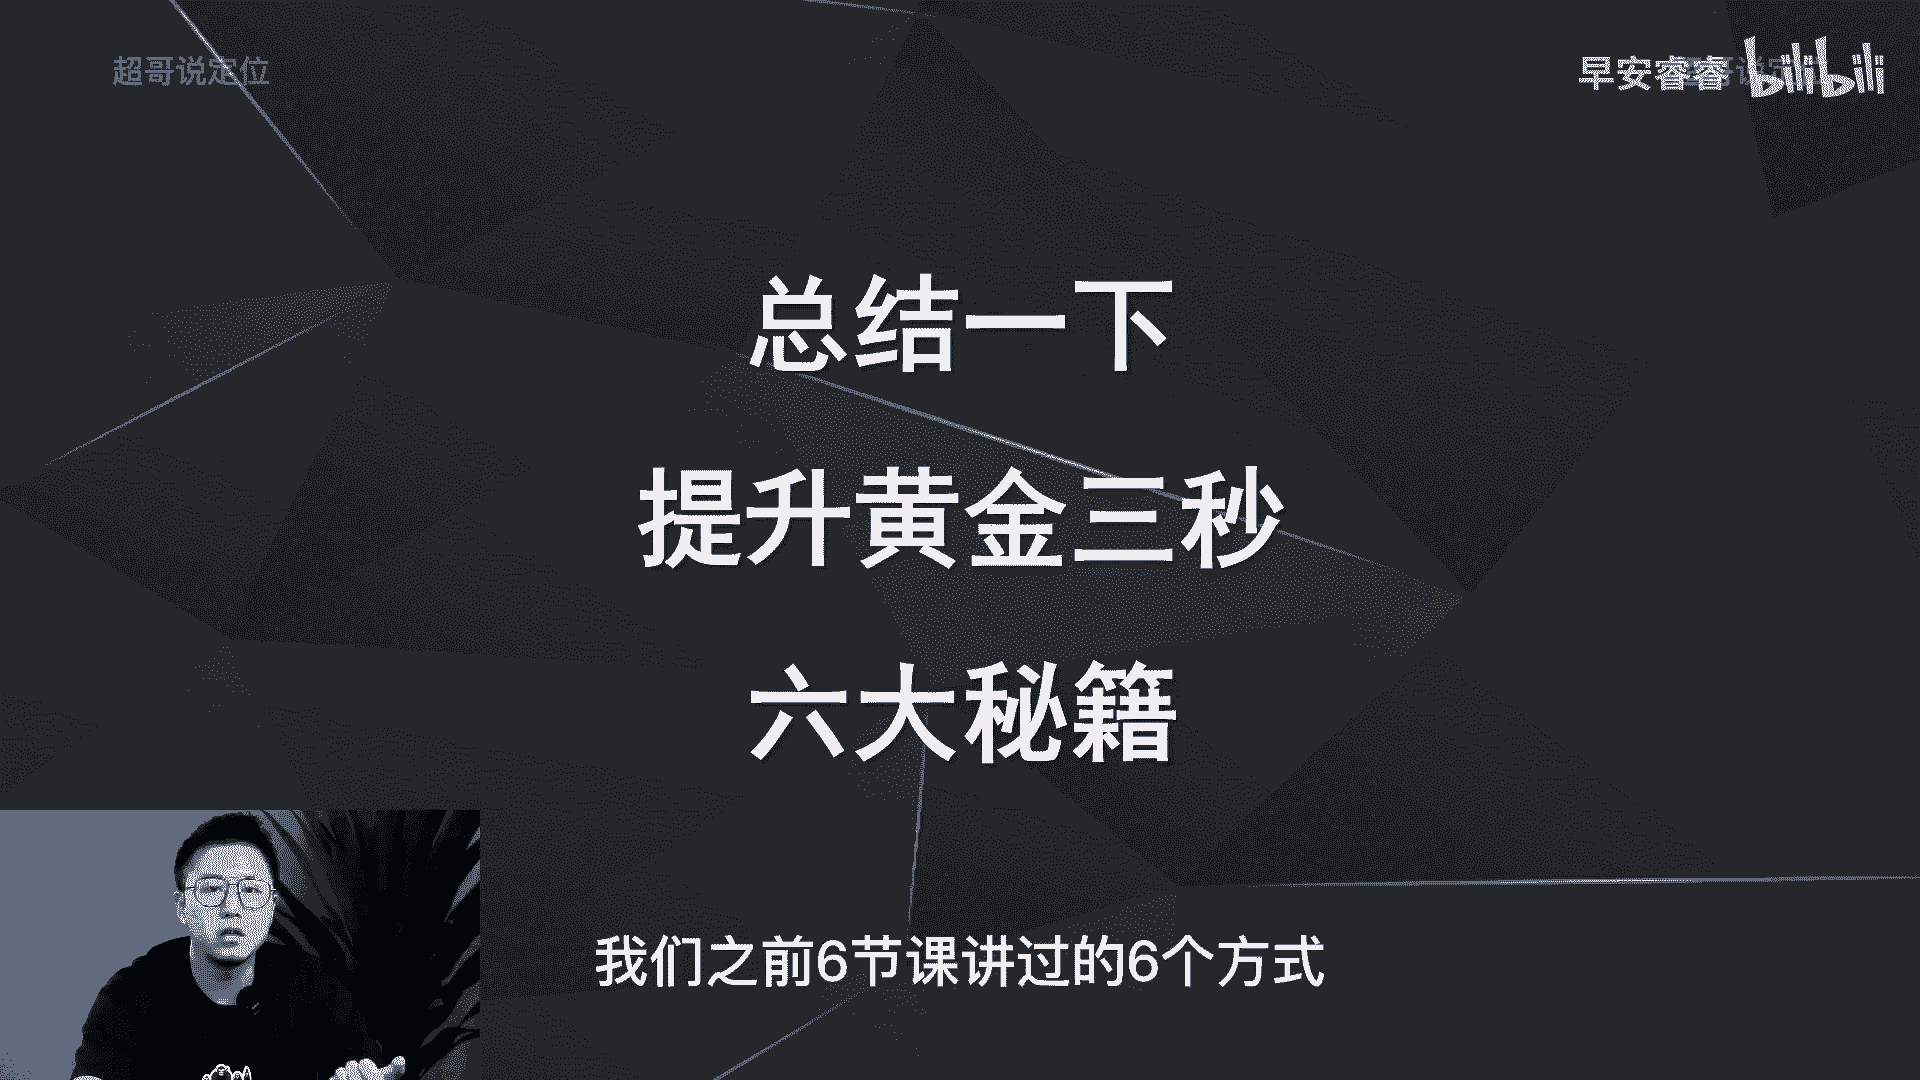 超哥说定位
早安睿睿 bilibili
总结一下
提升黄金三秒
六大秘籍
我们之前6节课讲过的6个方式